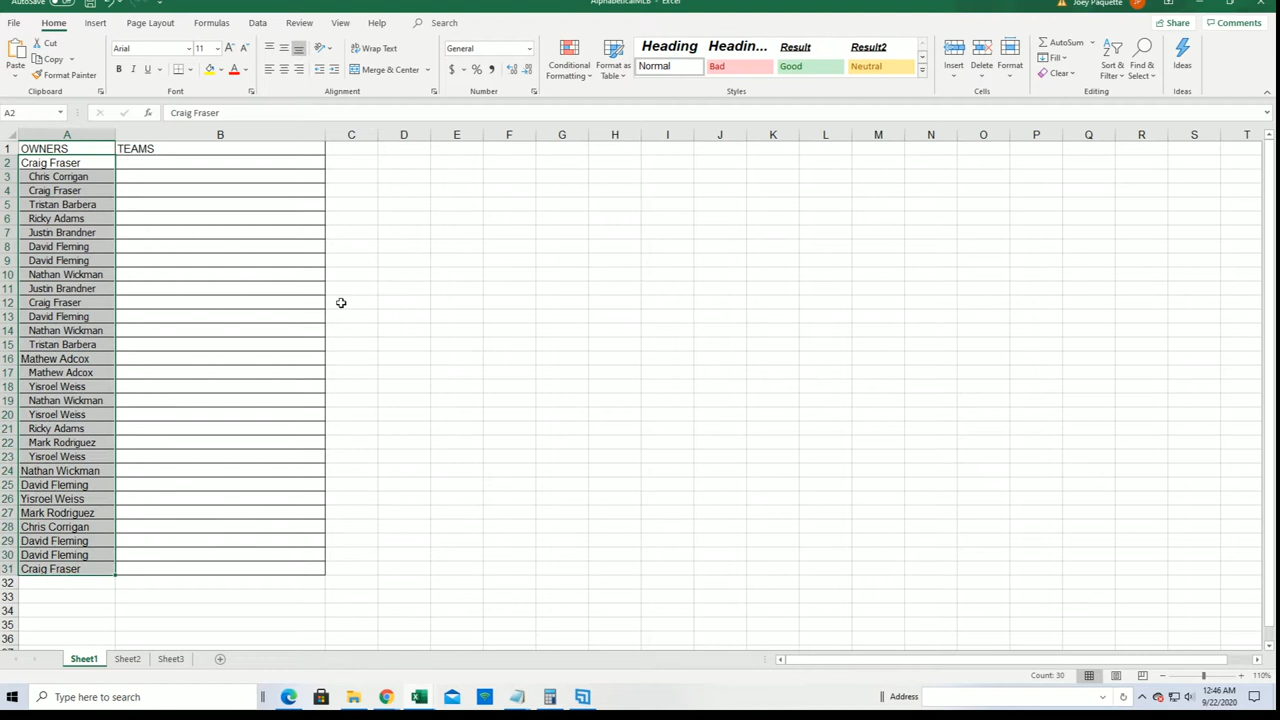 AutoSave Off AlphabeticalMLB - Excel Joey Paquette JP
File Home Insert Page Layout Formulas Data Review View Help Search Share Comments
Paste Cut Copy Format Painter Clipboard
Arial 11 A A B I U A Font
Wrap Text Merge & Center Alignment
General $ % Number
Conditional Formatting Format as Table
Heading Headin... Result Result2
Normal Bad Good Neutral
Styles
Insert Delete Format Cells
AutoSum Fill Clear Sort & Filter Find & Select Editing
Ideas Ideas
A2 fx Craig Fraser
A B C D E F G H I J K L M N O P Q R S T
1 OWNERS TEAMS
2 Craig Fraser
3 Chris Corrigan
4 Craig Fraser
5 Tristan Barbera
6 Ricky Adams
7 Justin Brandner
8 David Fleming
9 David Fleming
10 Nathan Wickman
11 Justin Brandner
12 Craig Fraser
13 David Fleming
14 Nathan Wickman
15 Tristan Barbera
16 Mathew Adcox
17 Mathew Adcox
18 Yisroel Weiss
19 Nathan Wickman
20 Yisroel Weiss
21 Ricky Adams
22 Mark Rodriguez
23 Yisroel Weiss
24 Nathan Wickman
25 David Fleming
26 Yisroel Weiss
27 Mark Rodriguez
28 Chris Corrigan
29 David Fleming
30 David Fleming
31 Craig Fraser
32
33
34
35
36
Sheet1 Sheet2 Sheet3
Count: 30 110%
Type here to search Address 12:46 AM
9/22/2020